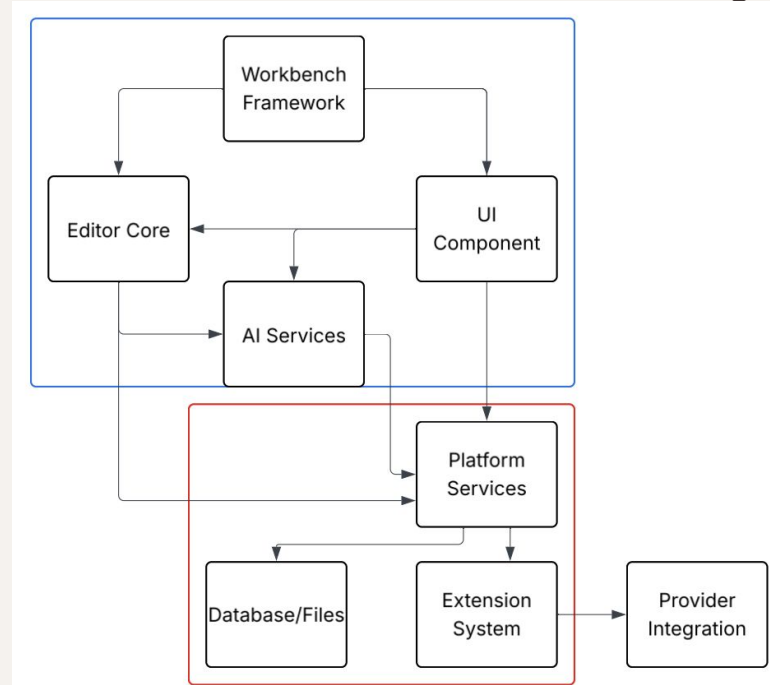 Workbench
Framework
Editor Core
UI
Component
AI Services
Platform
Services
Database/Files
Extension
System
Provider
Integration